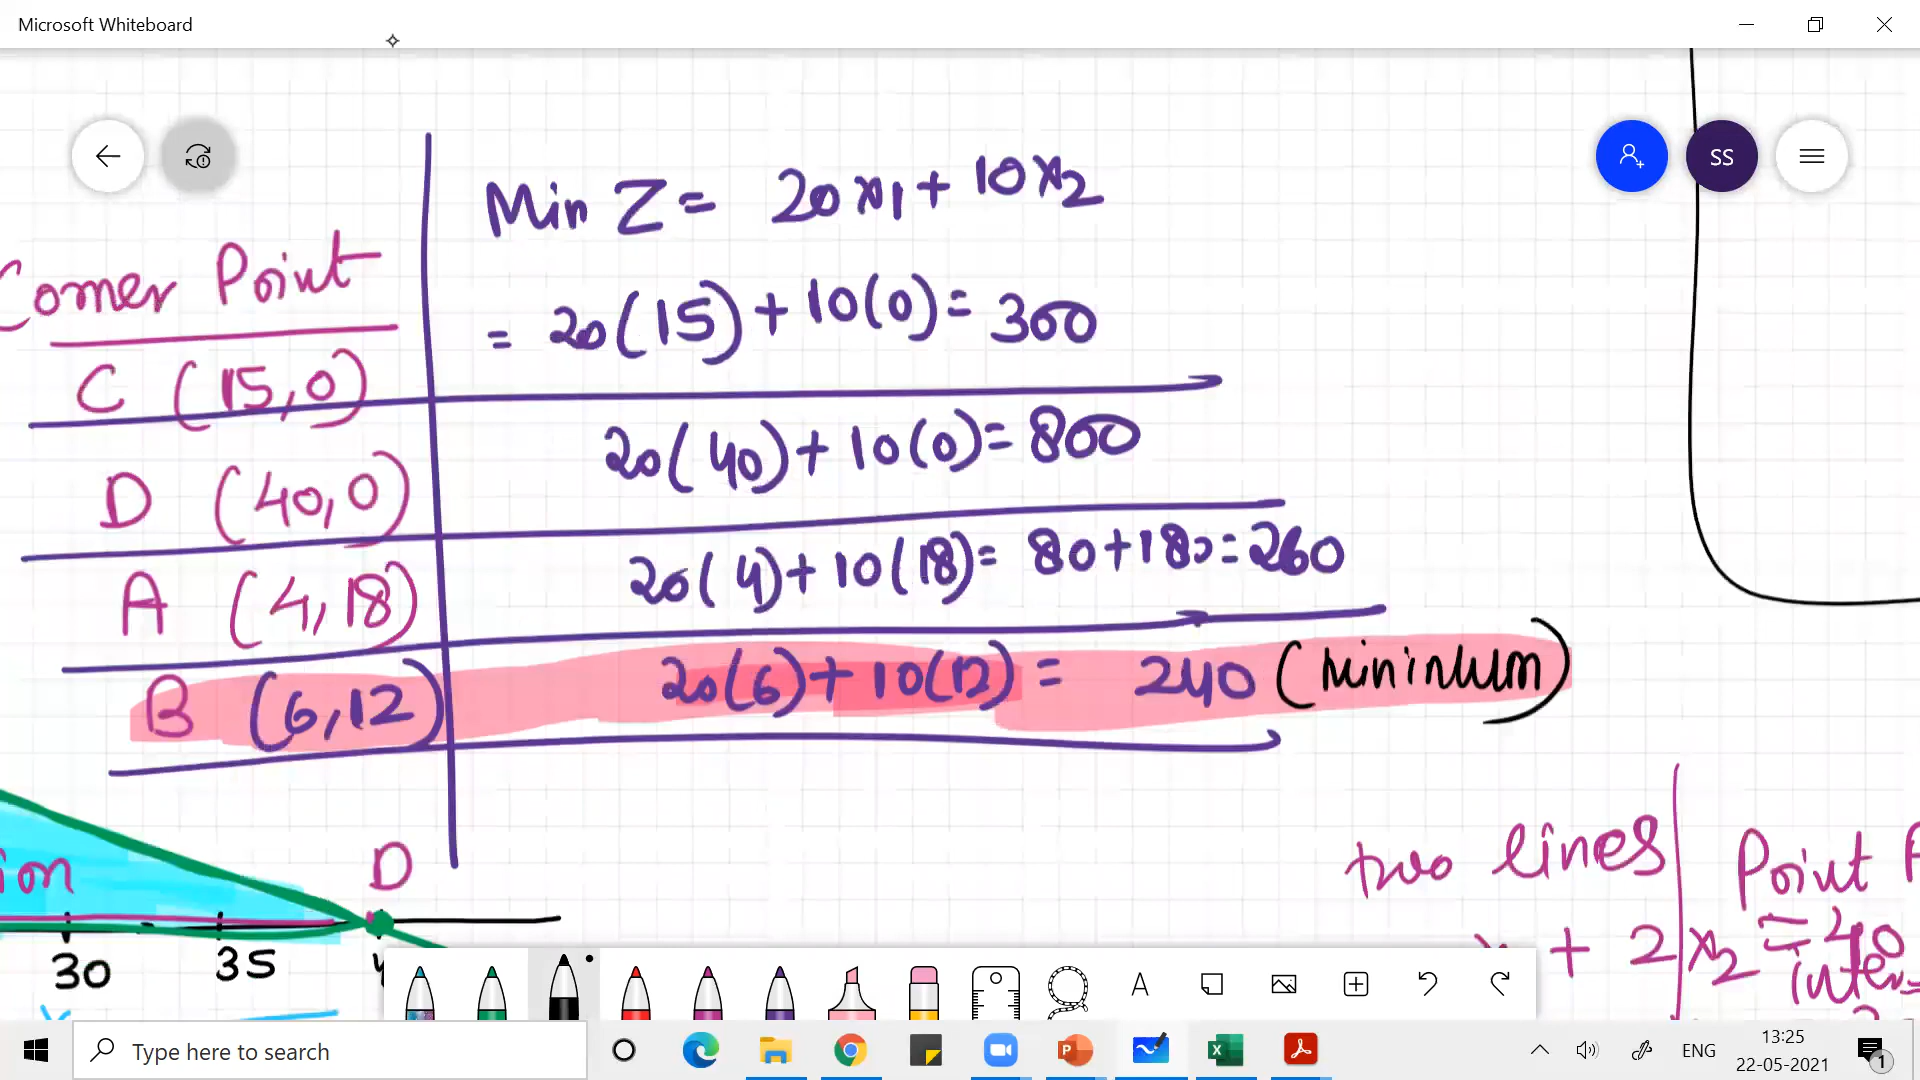 Microsoft Whiteboard
SS
Min Z = 20x1 + 10x2
Corner Point
= 20(15) + 10(0) = 300
C (15,0)
20(40) + 10(0) = 800
D (40,0)
20(4) + 10(18) = 80+180 = 260
A (4,18)
20(6) + 10(12) = 240 (Minimum)
B (6,12)
two lines
Point
D
ion
+ 2x2 = 40
30 35
A
Type here to search
ENG
13:25
22-05-2021
1